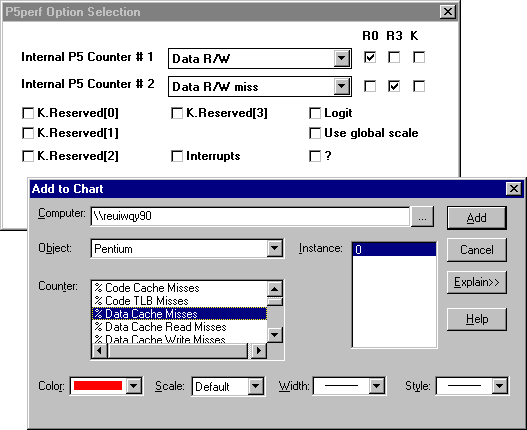 P5perf Option Selection
R0 R3 K
Internal P5 Counter # 1 Data R/W
Internal P5 Counter # 2 Data R/W miss
K.Reserved[0] K.Reserved[3] Logit
K.Reserved[1] Use global scale
K.Reserved[2] Interrupts ?
Add to Chart
Computer: \\reuiwqy90 ... Add
Object: Pentium Instance: 0 Cancel
Counter: % Code Cache Misses Explain>>
% Code TLB Misses
% Data Cache Misses
% Data Cache Read Misses Help
% Data Cache Write Misses
Color: Scale: Default Width: Style: